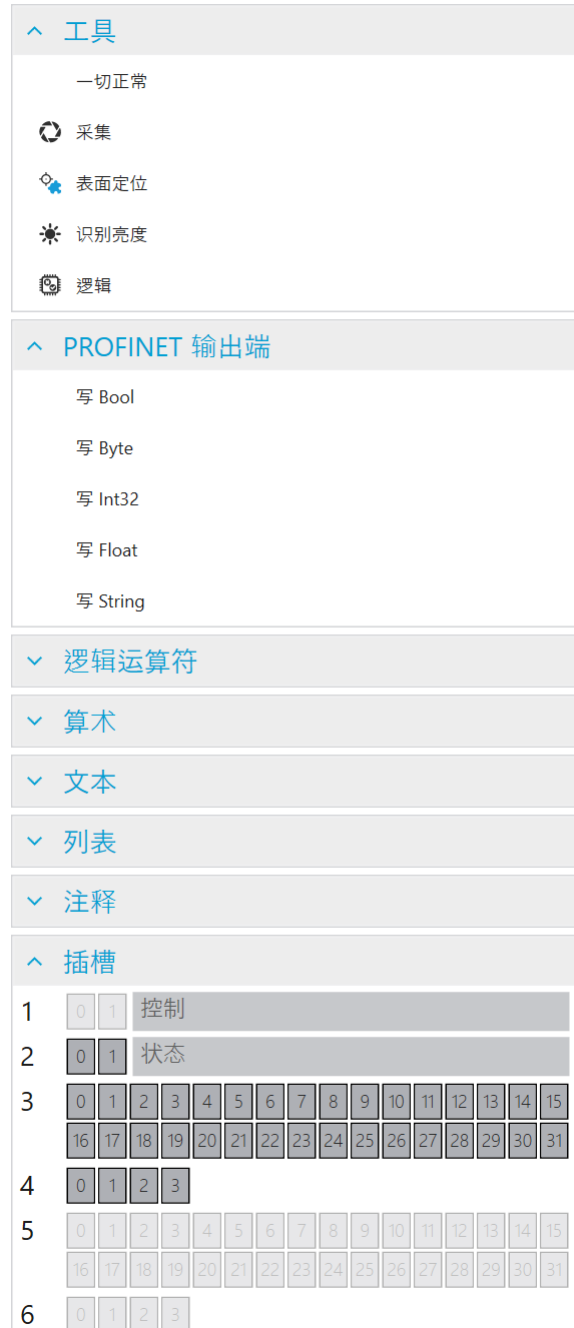 工具
一切正常
采集
表面定位
识别亮度
逻辑
PROFINET 输出端
写 Bool
写 Byte
写 Int32
写 Float
写 String
逻辑运算符
算术
文本
列表
注释
插槽
1 0 1 控制
2 0 1 状态
3 0 1 2 3 4 5 6 7 8 9 10 11 12 13 14 15
16 17 18 19 20 21 22 23 24 25 26 27 28 29 30 31
4 0 1 2 3
5 0 1 2 3 4 5 6 7 8 9 10 11 12 13 14 15
16 17 18 19 20 21 22 23 24 25 26 27 28 29 30 31
6 0 1 2 3